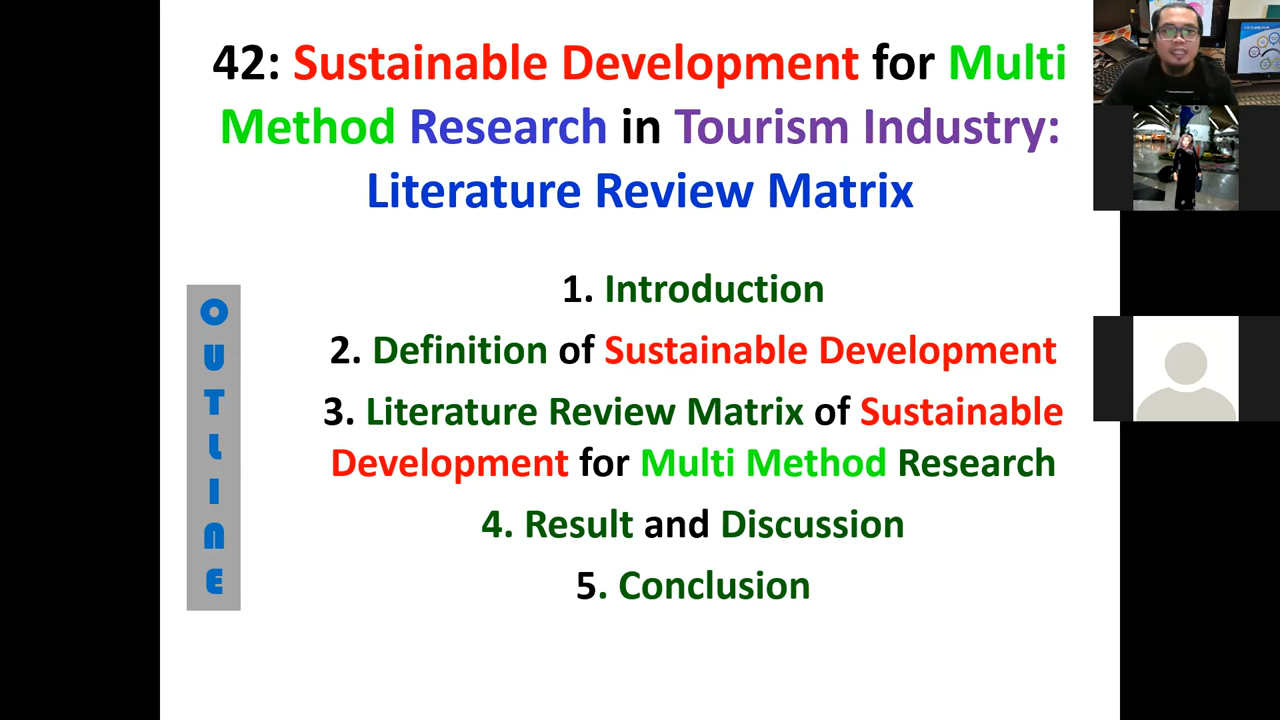 42: Sustainable Development for Multi
Method Research in Tourism Industry:
Literature Review Matrix
OUTLINE
1. Introduction
2. Definition of Sustainable Development
3. Literature Review Matrix of Sustainable
Development for Multi Method Research
4. Result and Discussion
5. Conclusion